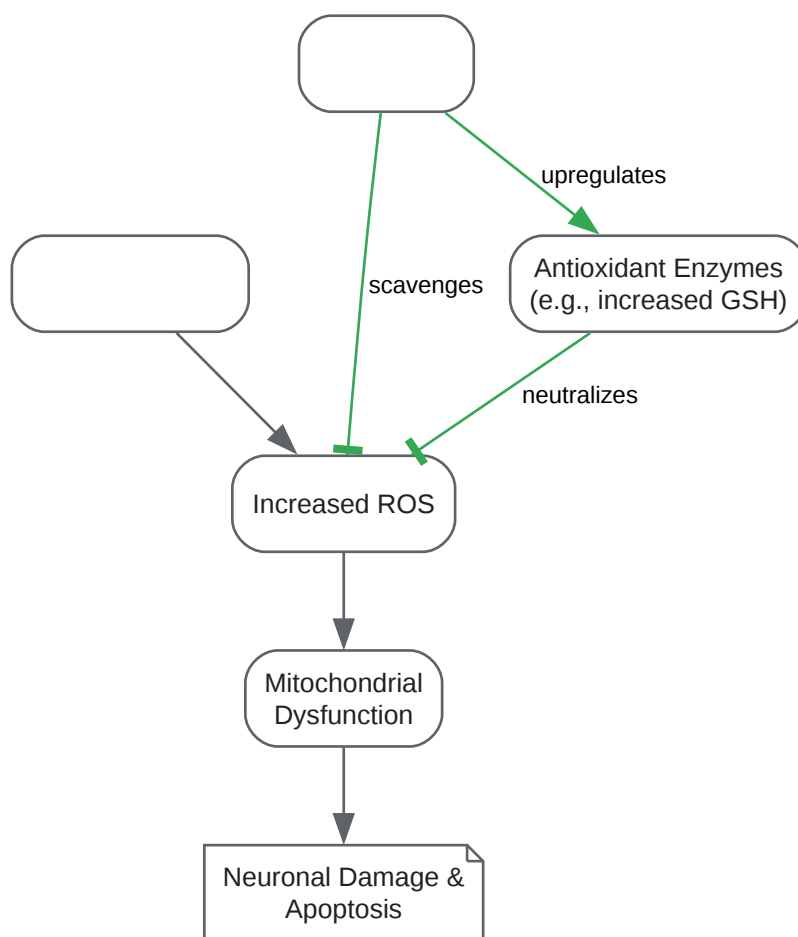 upregulates
Antioxidant Enzymes
(e.g., increased GSH)
scavenges
neutralizes
Increased ROS
Mitochondrial
Dysfunction
Neuronal Damage &
Apoptosis